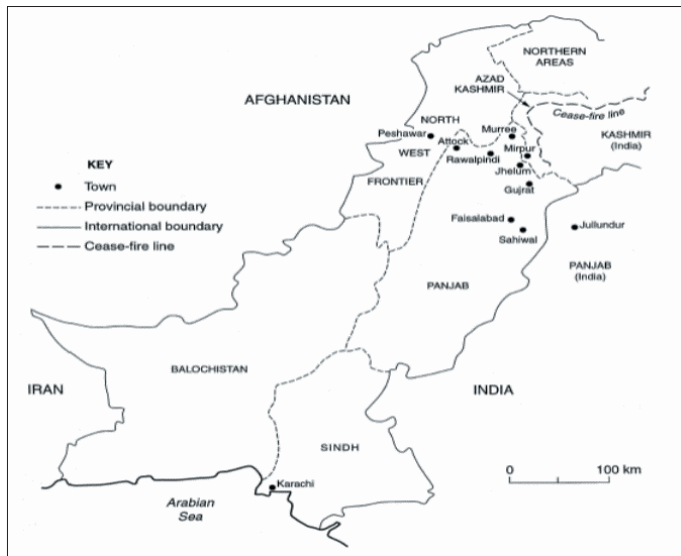 NORTHERN
AREAS
AZAD
KASHMIR
AFGHANISTAN
Cease-fire line
NORTH
Peshawar
Attock
Murree
KASHMIR
(India)
WEST
Rawalpindi
Mirpur
Jhelum
FRONTIER
Gujrat
KEY
Town
Provincial boundary
International boundary
Cease-fire line
Faisalabad
Sahiwal
Jullundur
PANJAB
(India)
PANJAB
BALOCHISTAN
IRAN
INDIA
SINDH
Karachi
Arabian
Sea
0 100 km